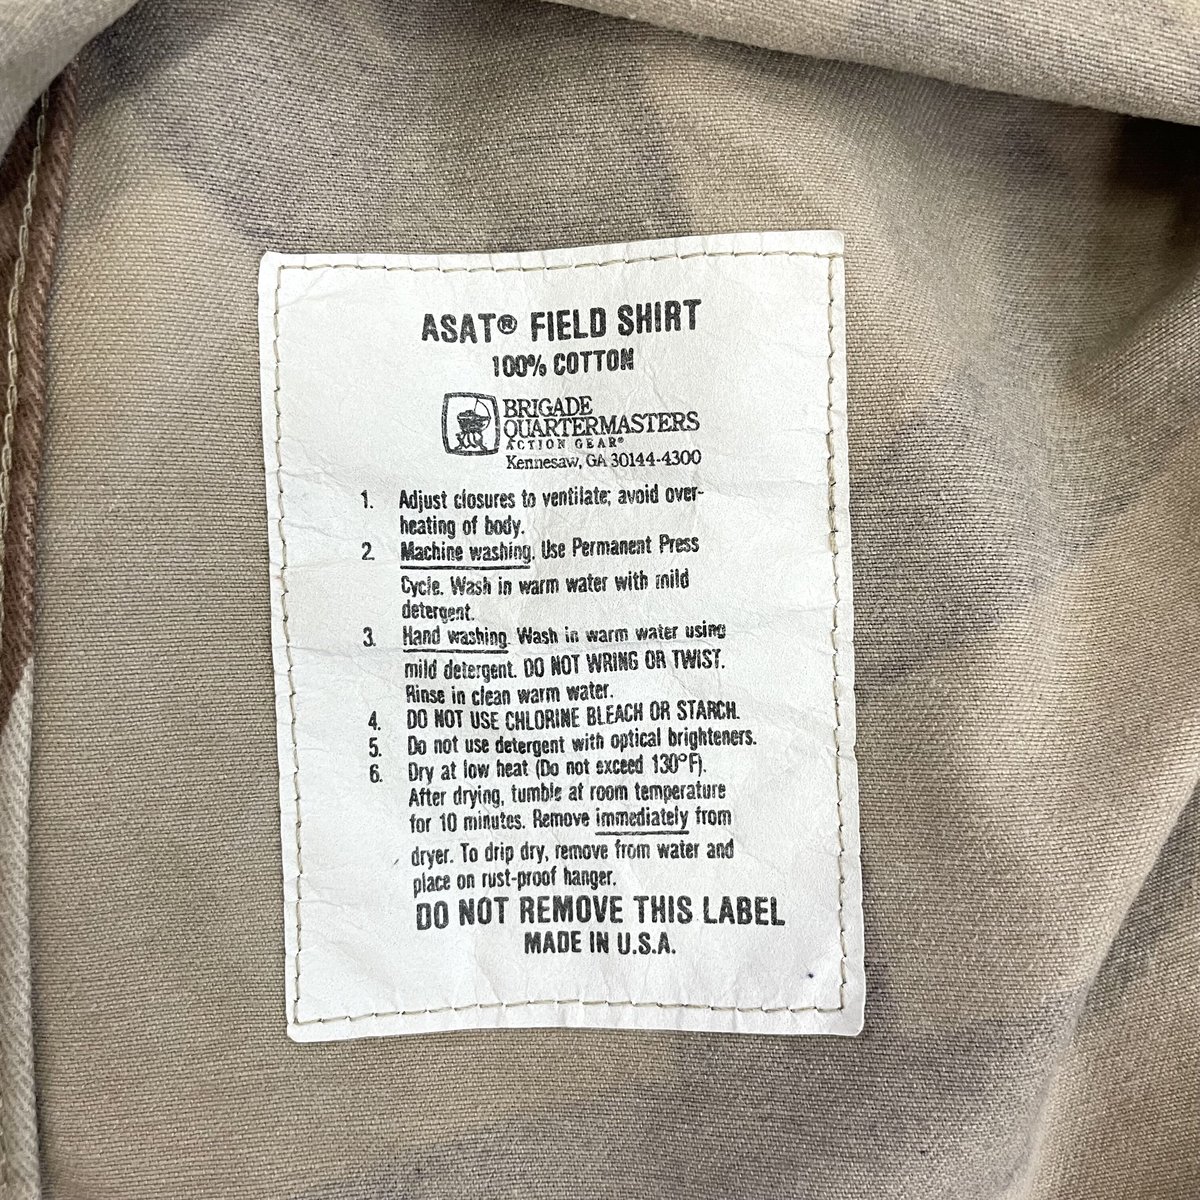 ASAT® FIELD SHIRT
100% COTTON
BRIGADE
QUARTERMASTERS
ACTION GEAR®
Kennesaw, GA 30144-4300
1. Adjust closures to ventilate; avoid over-
heating of body.
2. Machine washing. Use Permanent Press
Cycle. Wash in warm water with mild
detergent.
3. Hand washing. Wash in warm water using
mild detergent. DO NOT WRING OR TWIST.
Rinse in clean warm water.
4. DO NOT USE CHLORINE BLEACH OR STARCH.
5. Do not use detergent with optical brighteners.
6. Dry at low heat (Do not exceed 130°F).
After drying, tumble at room temperature
for 10 minutes. Remove immediately from
dryer. To drip dry, remove from water and
place on rust-proof hanger.
DO NOT REMOVE THIS LABEL
MADE IN U.S.A.